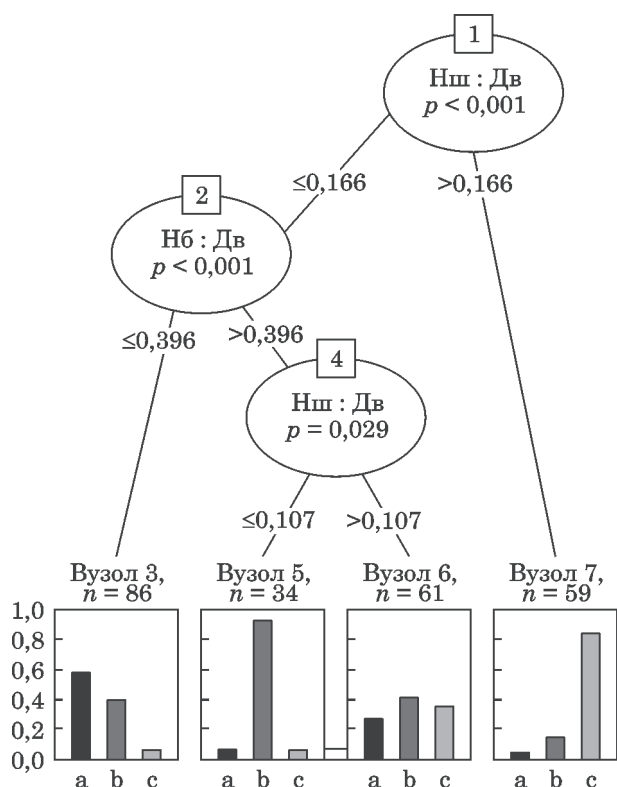 1
Нш : Дв
p < 0,001
≤0,166
>0,166
2
Нб : Дв
p < 0,001
≤0,396
>0,396
4
Нш : Дв
p = 0,029
≤0,107
>0,107
Вузол 3,
n = 86
Вузол 5,
n = 34
Вузол 6,
n = 61
Вузол 7,
n = 59
1,0
0,8
0,6
0,4
0,2
0,0
a b c
a b c
a b c
a b c